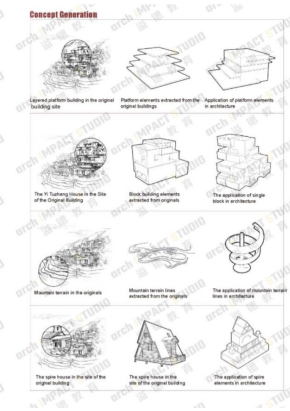 Concept Generation
Layered platform building in the original
building site
Platform elements extracted from the
original buildings
Application of platform elements
in architecture
The Yi Tusheng House in the Site
of the Original Building
Block building elements
extracted from originals
The application of single
block in architecture
Mountain terrain in the originals
Mountain terrain lines
extracted from the originals
The application of mountain terrain
lines in architecture
The spire house in the site of the
original building
The spire house in the
site of the original building
The application of spire
elements in architecture
arch IMPACT STUDIO